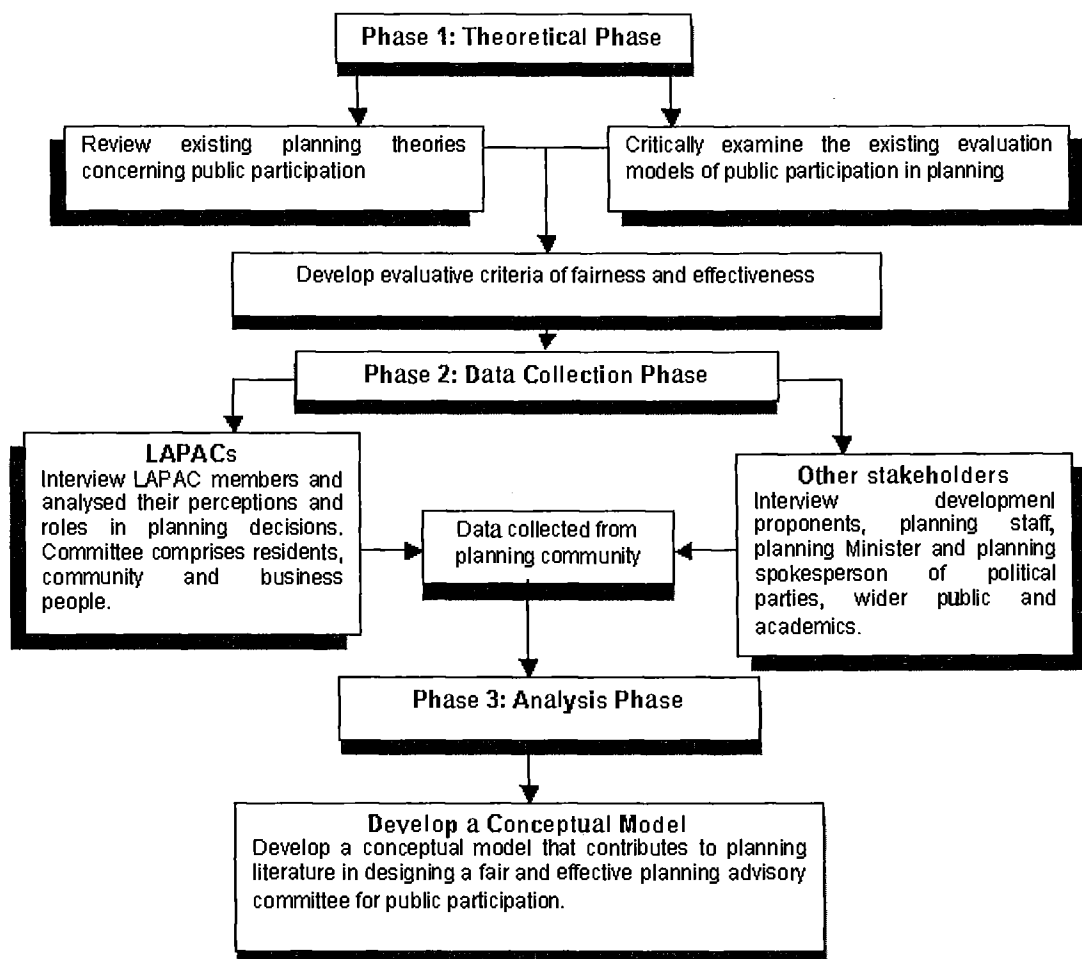 Phase 1: Theoretical Phase
Review existing planning theories
concerning public participation
Critically examine the existing evaluation
models of public participation in planning
Develop evaluative criteria of fairness and effectiveness
Phase 2: Data Collection Phase
LAPACs
Interview LAPAC members and
analysed their perceptions and
roles in planning decisions.
Committee comprises residents,
community and business
people.
Data collected from
planning community
Other stakeholders
Interview development
proponents, planning staff,
planning Minister and planning
spokesperson of political
parties, wider public and
academics.
Phase 3: Analysis Phase
Develop a Conceptual Model
Develop a conceptual model that contributes to planning
literature in designing a fair and effective planning advisory
committee for public participation.